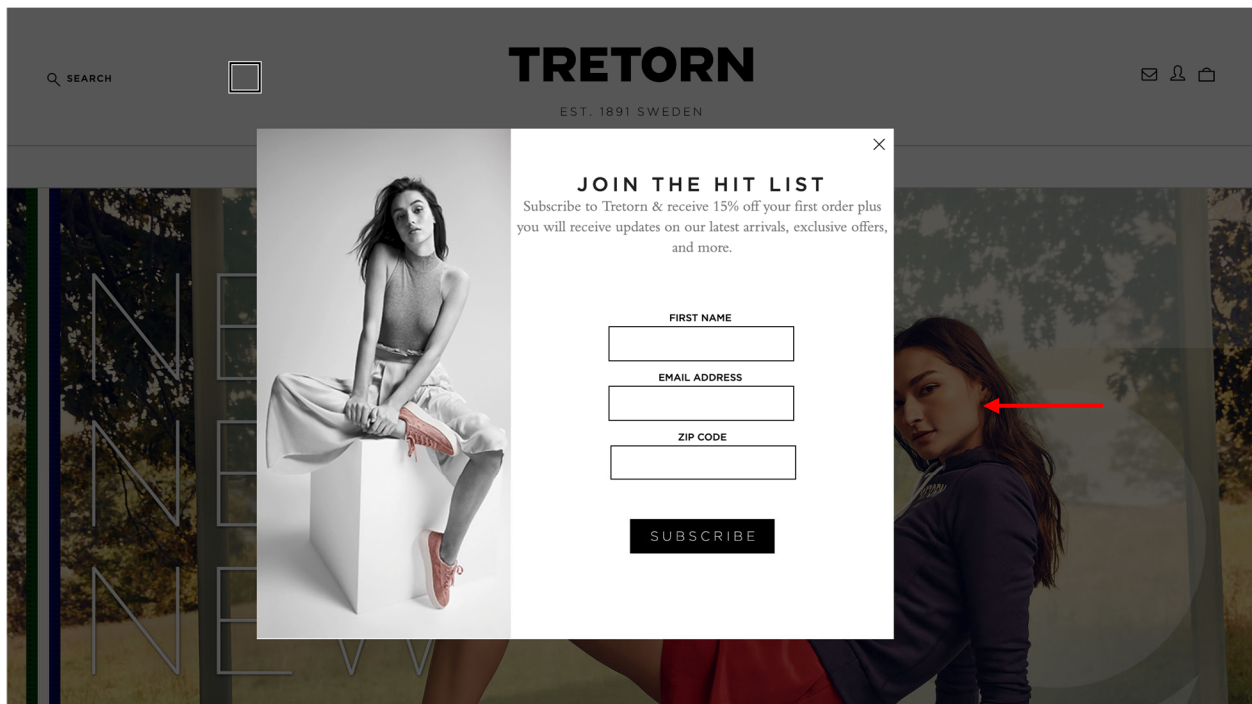 SEARCH
TRETORN
EST. 1891 SWEDEN
JOIN THE HIT LIST
Subscribe to Tretorn & receive 15% off your first order plus
you will receive updates on our latest arrivals, exclusive offers,
and more.
FIRST NAME
EMAIL ADDRESS
ZIP CODE
SUBSCRIBE
NEW